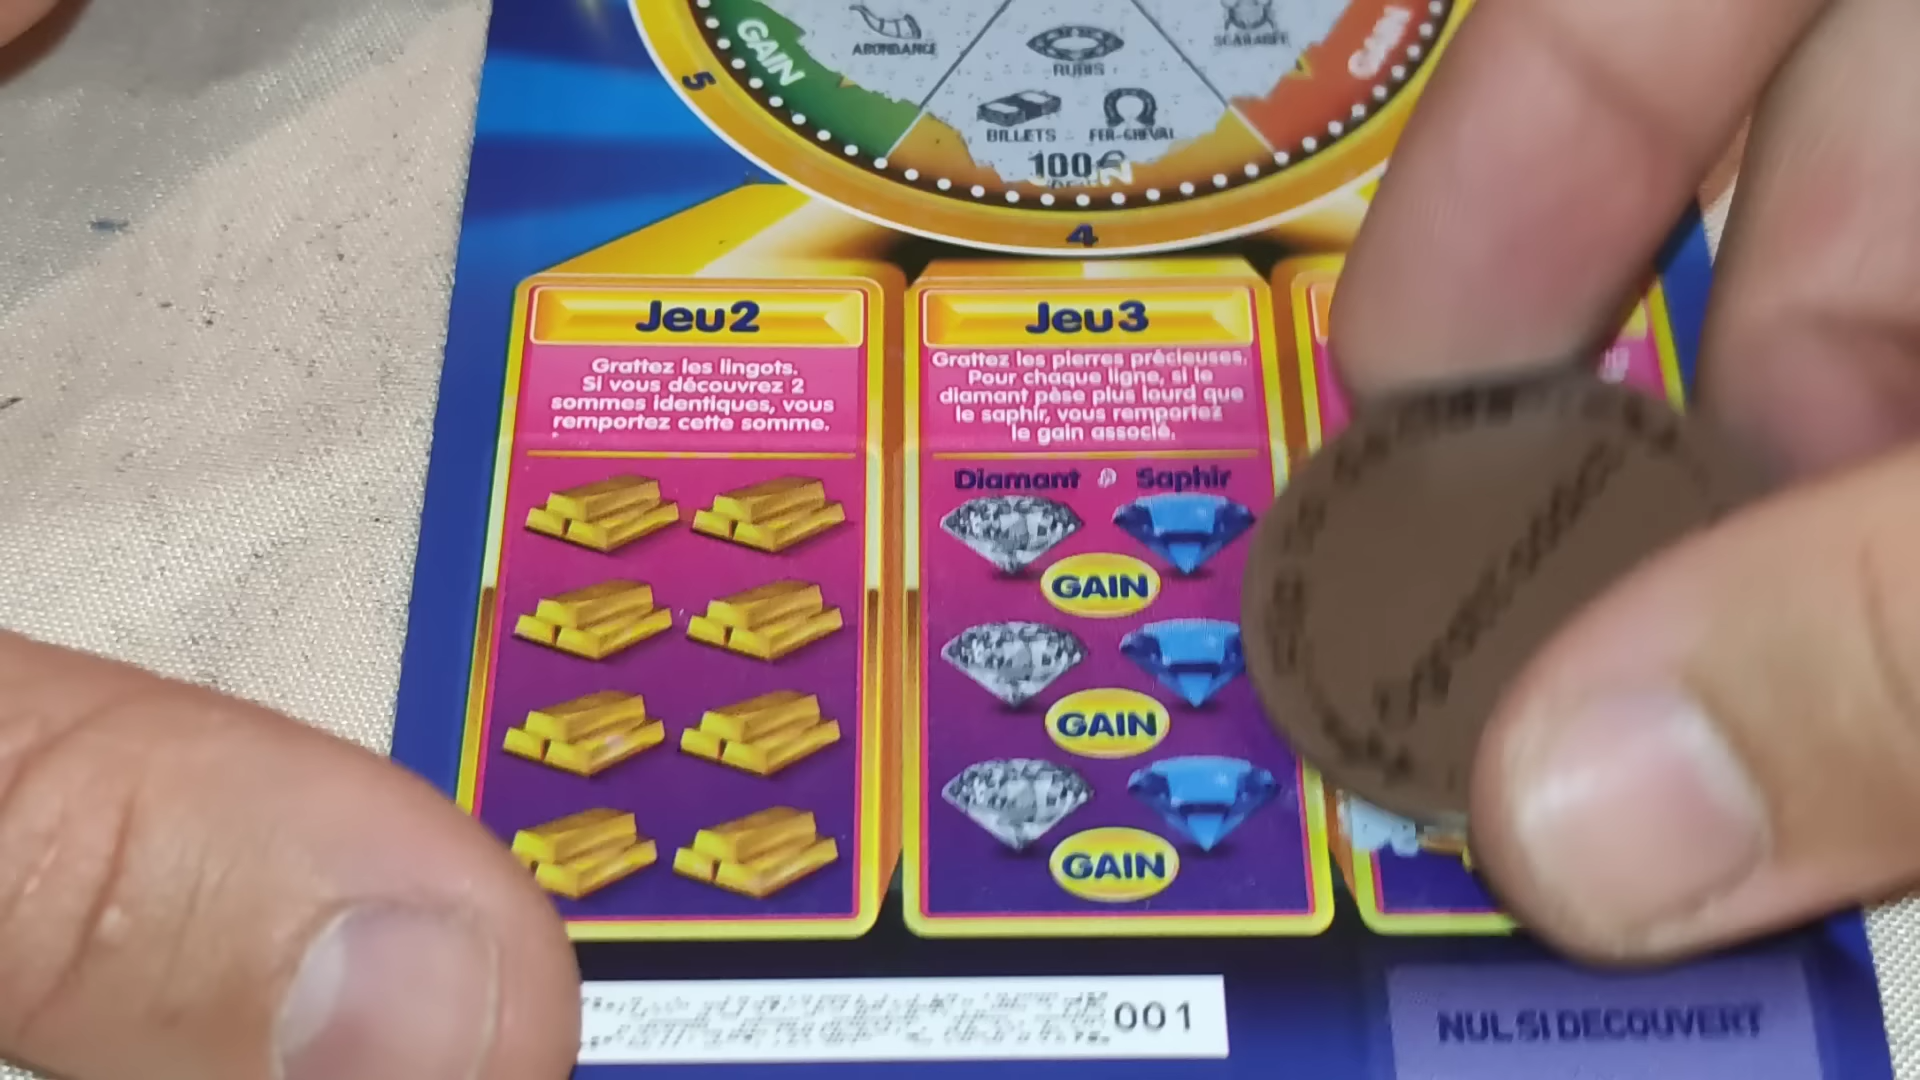 GAIN
ABONDANCE
RUBIS
SCARABÉE
GAIN
5
BILLETS FER-CHEVAL
100€
4
Jeu2
Grattez les lingots.
Si vous découvrez 2
sommes identiques, vous
remportez cette somme.
Jeu3
Grattez les pierres précieuses.
Pour chaque ligne, si le
diamant pèse plus lourd que
le saphir, vous remportez
le gain associé.
Diamant Saphir
GAIN
GAIN
GAIN
001
NUL SI DECOUVERT